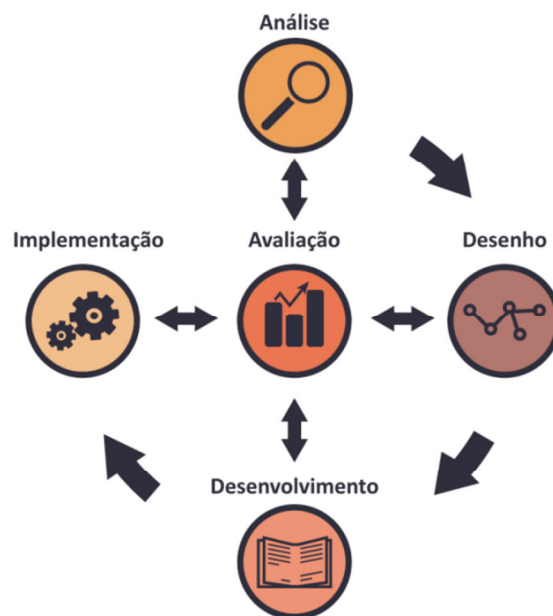 Análise
Implementação
Avaliação
Desenho
Desenvolvimento